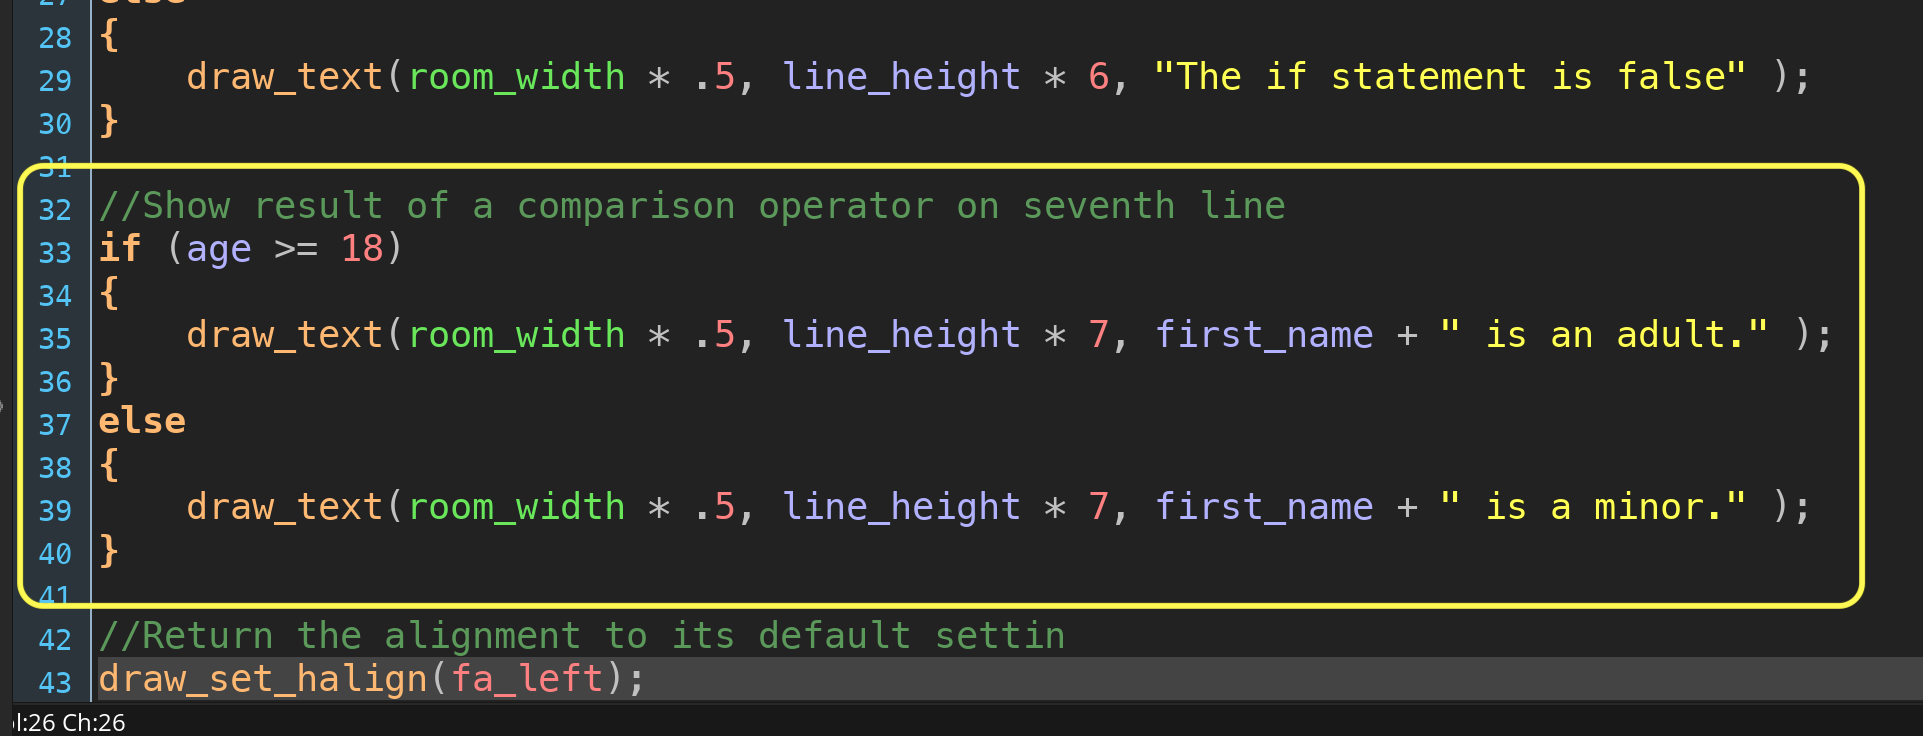 27 else
28 {
29     draw_text(room_width * .5, line_height * 6, "The if statement is false" );
30 }
31
32 //Show result of a comparison operator on seventh line
33 if (age >= 18)
34 {
35     draw_text(room_width * .5, line_height * 7, first_name + " is an adult." );
36 }
37 else
38 {
39     draw_text(room_width * .5, line_height * 7, first_name + " is a minor." );
40 }
41
42 //Return the alignment to its default settin
43 draw_set_halign(fa_left);
l:26 Ch:26